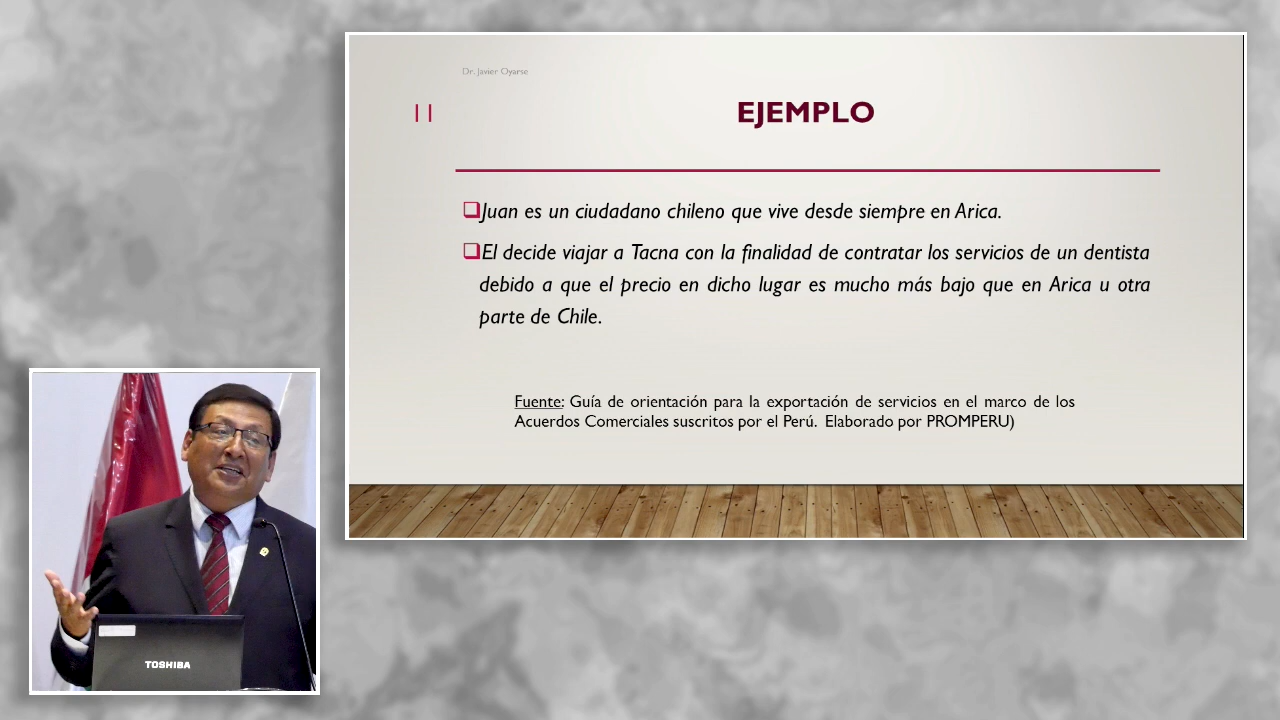 Dr. Javier Oyarse
11
EJEMPLO
Juan es un ciudadano chileno que vive desde siempre en Arica.
El decide viajar a Tacna con la finalidad de contratar los servicios de un dentista
debido a que el precio en dicho lugar es mucho más bajo que en Arica u otra
parte de Chile.
Fuente: Guía de orientación para la exportación de servicios en el marco de los
Acuerdos Comerciales suscritos por el Perú. Elaborado por PROMPERU)
TOSHIBA